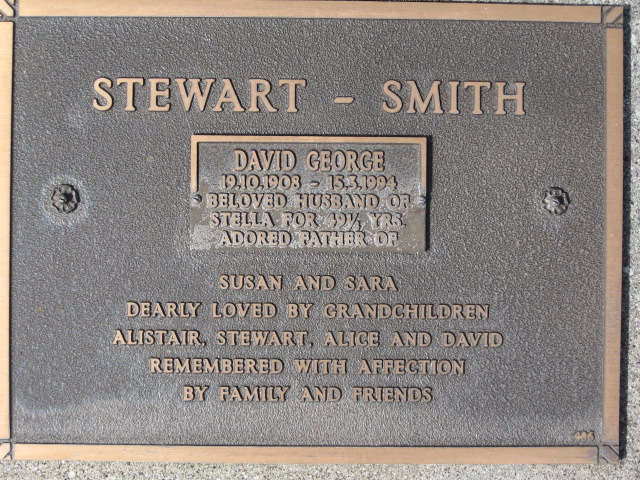 STEWART - SMITH
DAVID GEORGE
19.10.1908 - 15.3.1994
BELOVED HUSBAND OF
STELLA FOR 49½ YRS.
ADORED FATHER OF
SUSAN AND SARA
DEARLY LOVED BY GRANDCHILDREN
ALISTAIR, STEWART, ALICE AND DAVID
REMEMBERED WITH AFFECTION
BY FAMILY AND FRIENDS